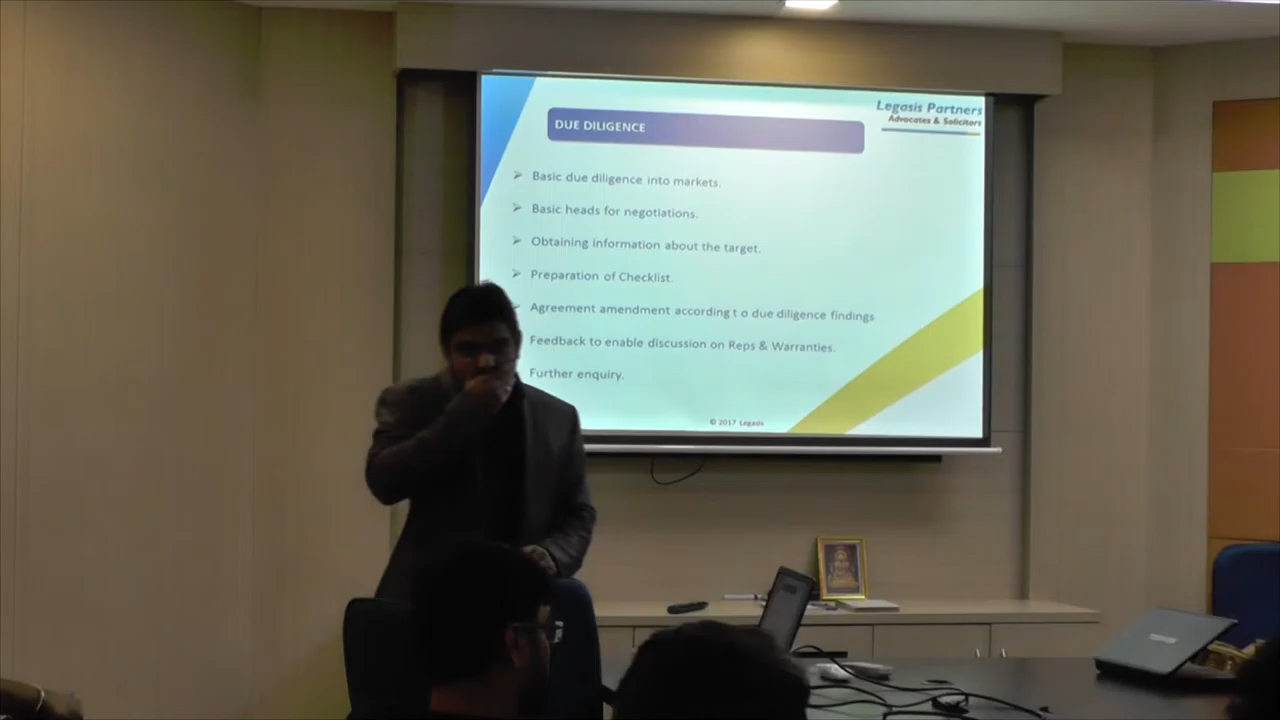 Legasis Partners
Advocates & Solicitors
DUE DILIGENCE
Basic due diligence into markets.
Basic heads for negotiations.
Obtaining information about the target.
Preparation of Checklist.
Agreement amendment according t o due diligence findings
Feedback to enable discussion on Reps & Warranties.
Further enquiry.
© 2017 Legasis